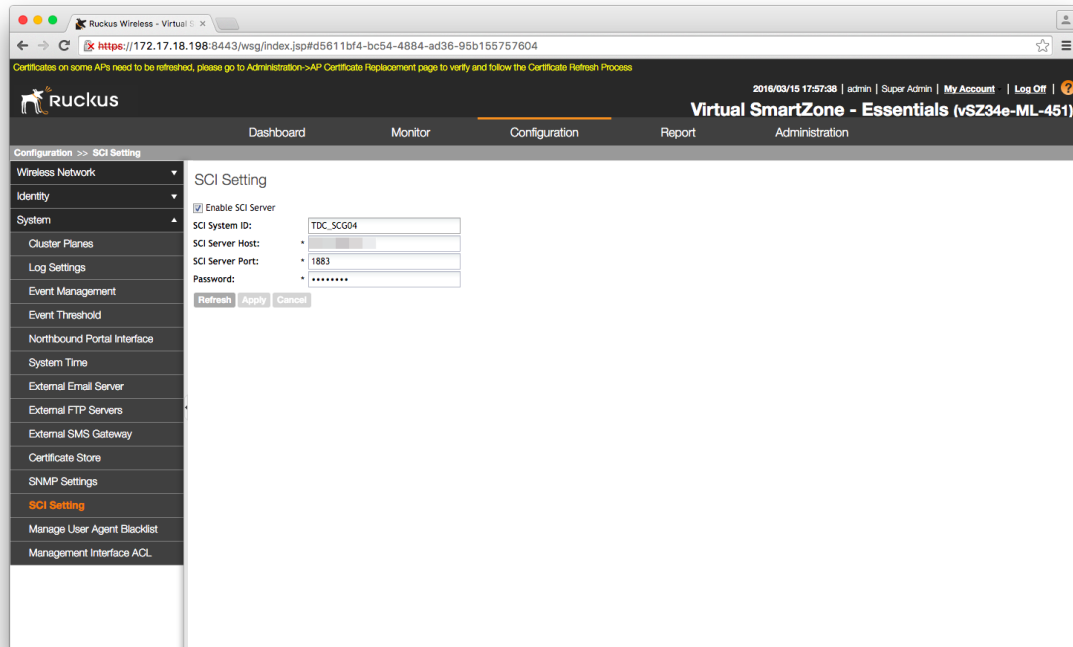 Ruckus Wireless - Virtual S
https://172.17.18.198:8443/wsg/index.jsp#d5611bf4-bc54-4884-ad36-95b155757604
Certificates on some APs need to be refreshed, please go to Administration->AP Certificate Replacement page to verify and follow the Certificate Refresh Process
Ruckus
2016/03/15 17:57:38 | admin | Super Admin | My Account | Log Off | ?
Virtual SmartZone - Essentials (vSZ34e-ML-451)
Dashboard Monitor Configuration Report Administration
Configuration >> SCI Setting
Wireless Network
Identity
System
Cluster Planes
Log Settings
Event Management
Event Threshold
Northbound Portal Interface
System Time
External Email Server
External FTP Servers
External SMS Gateway
Certificate Store
SNMP Settings
SCI Setting
Manage User Agent Blacklist
Management Interface ACL
SCI Setting
Enable SCI Server
SCI System ID: TDC_SCG04
SCI Server Host: *
SCI Server Port: * 1883
Password: * ••••••••
Refresh Apply Cancel